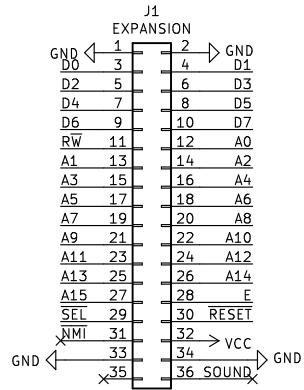 J1
EXPANSION
GND 1 2 GND
D0 3 4 D1
D2 5 6 D3
D4 7 8 D5
D6 9 10 D7
RW̅ 11 12 A0
A1 13 14 A2
A3 15 16 A4
A5 17 18 A6
A7 19 20 A8
A9 21 22 A10
A11 23 24 A12
A13 25 26 A14
A15 27 28 E
S̅E̅L̅ 29 30 R̅E̅S̅E̅T̅
N̅M̅I̅ 31 32 VCC
GND 33 34 GND
35 36 SOUND